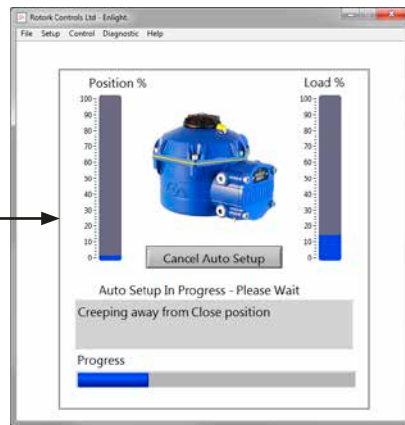 Rotork Controls Ltd - Enlight.
File Setup Control Diagnostic Help
Position %
Load %
100-
90-
80-
70-
60-
50-
40-
30-
20-
10-
0-
100-
90-
80-
70-
60-
50-
40-
30-
20-
10-
0-
Cancel Auto Setup
Auto Setup In Progress - Please Wait
Creeping away from Close position
Progress